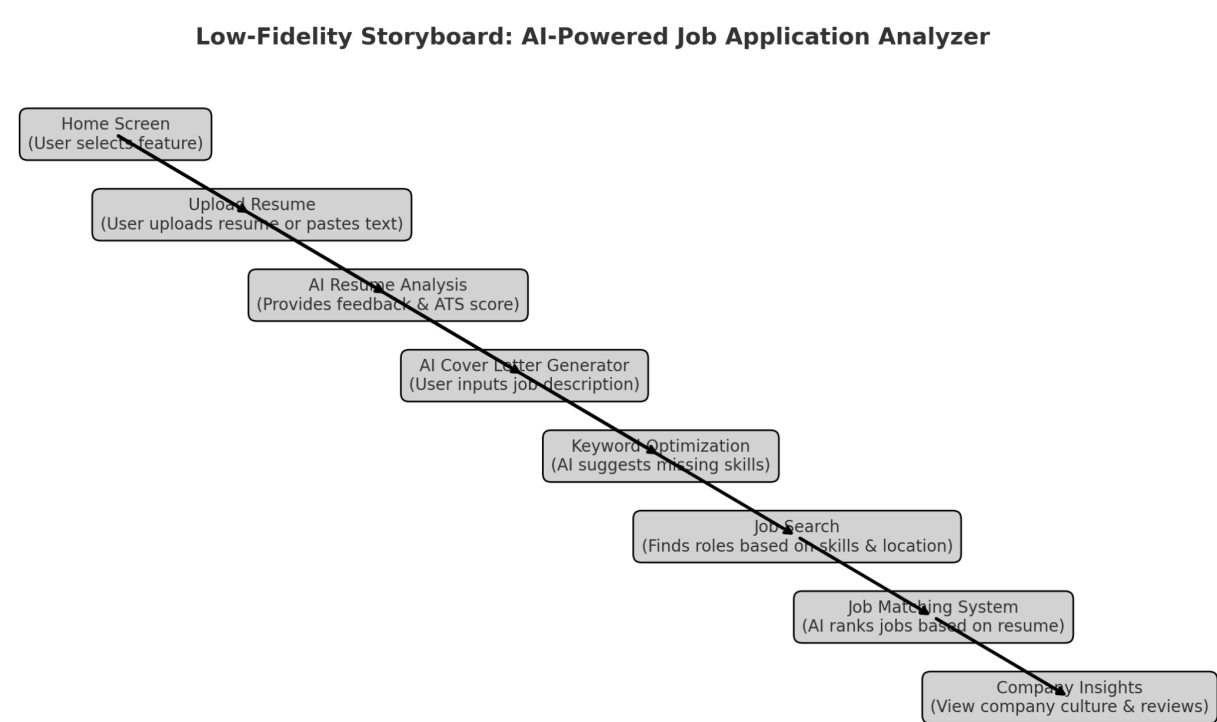 Low-Fidelity Storyboard: AI-Powered Job Application Analyzer
Home Screen
(User selects feature)
Upload Resume
(User uploads resume or pastes text)
AI Resume Analysis
(Provides feedback & ATS score)
AI Cover Letter Generator
(User inputs job description)
Keyword Optimization
(AI suggests missing skills)
Job Search
(Finds roles based on skills & location)
Job Matching System
(AI ranks jobs based on resume)
Company Insights
(View company culture & reviews)